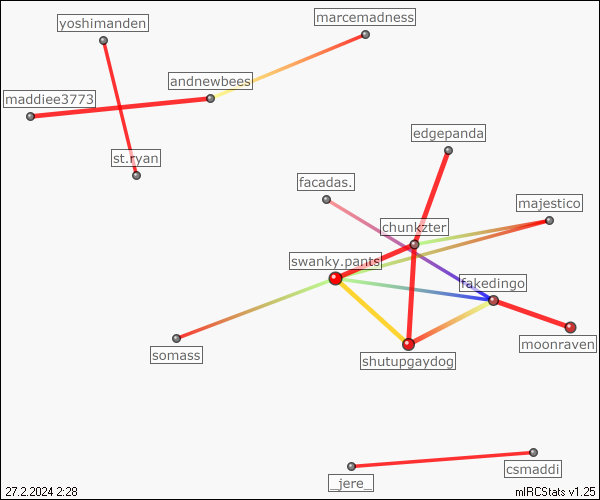 marcemadness
yoshimanden
andnewbees
maddiee3773
edgepanda
st.ryan
facadas.
majestico
chunkzter
swanky.pants
fakedingo
moonraven
somass
shutupgaydog
csmaddi
_jere_
27.2.2024 2:28
mIRCStats v1.25